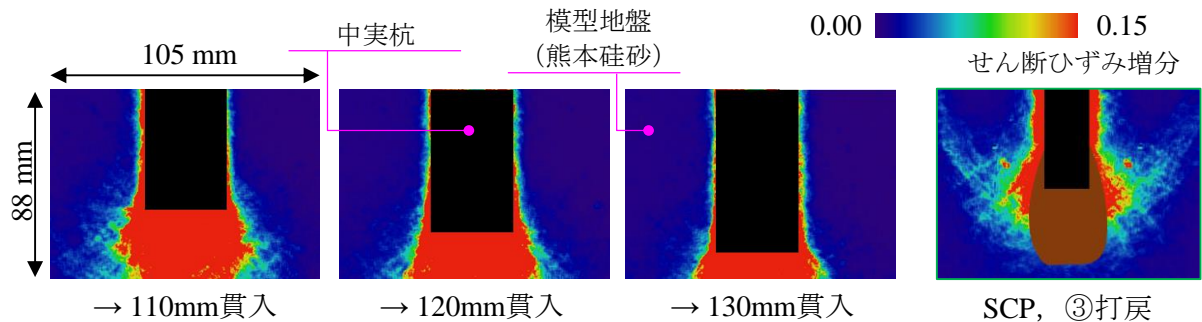 中実杭
模型地盤
（熊本硅砂）
0.00
0.15
せん断ひずみ増分
105 mm
88 mm
→ 110mm貫入
→ 120mm貫入
→ 130mm貫入
SCP，③打戻